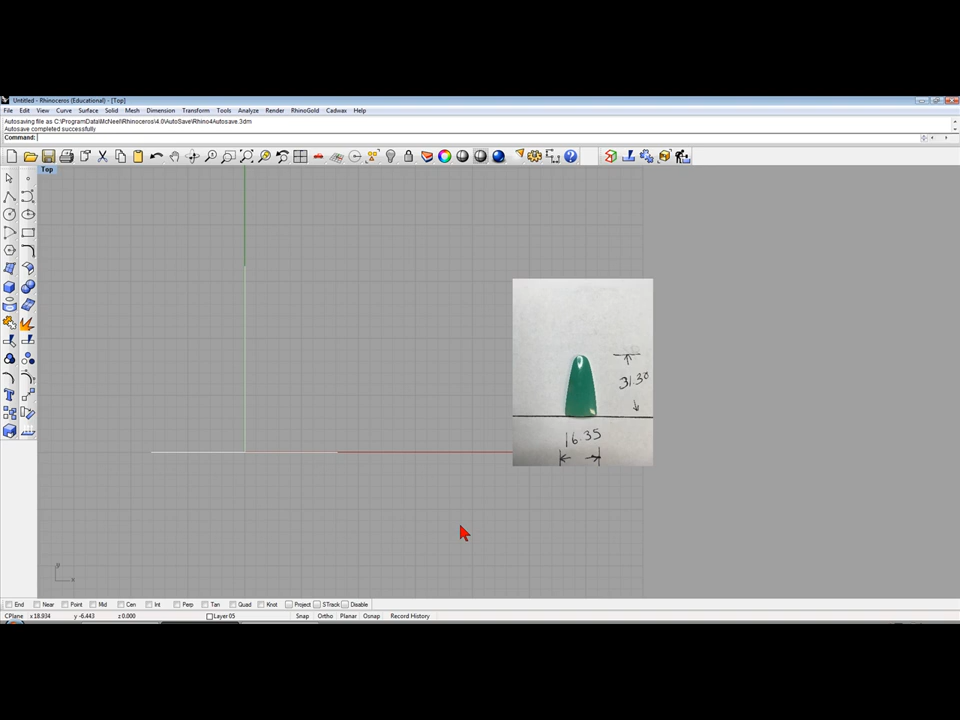 Untitled - Rhinoceros (Educational) - [Top]
File Edit View Curve Surface Solid Mesh Dimension Transform Tools Analyze Render RhinoGold Cadwax Help
Autosaving file as C:\ProgramData\McNeel\Rhinoceros\4.0\AutoSave\Rhino4Autosave.3dm
Autosave completed successfully
Command:
Top
31.30
16.35
y
x
End Near Point Mid Cen Int Perp Tan Quad Knot Project STrack Disable
CPlane x 18.934 y -6.443 z 0.000 Layer 05 Snap Ortho Planar Osnap Record History